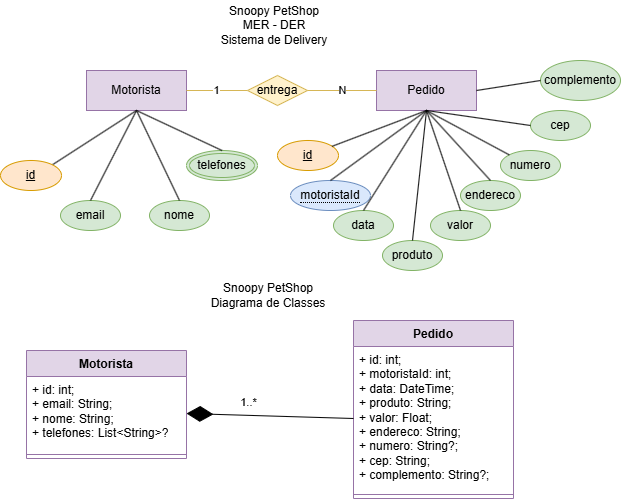 Snoopy PetShop
MER - DER
Sistema de Delivery
Motorista
1
entrega
N
Pedido
complemento
cep
numero
endereco
valor
produto
data
motoristaId
id
telefones
nome
email
id
Snoopy PetShop
Diagrama de Classes
Motorista
+ id: int;
+ email: String;
+ nome: String;
+ telefones: List<String>?
1..*
Pedido
+ id: int;
+ motoristaId: int;
+ data: DateTime;
+ produto: String;
+ valor: Float;
+ endereco: String;
+ numero: String?;
+ cep: String;
+ complemento: String?;